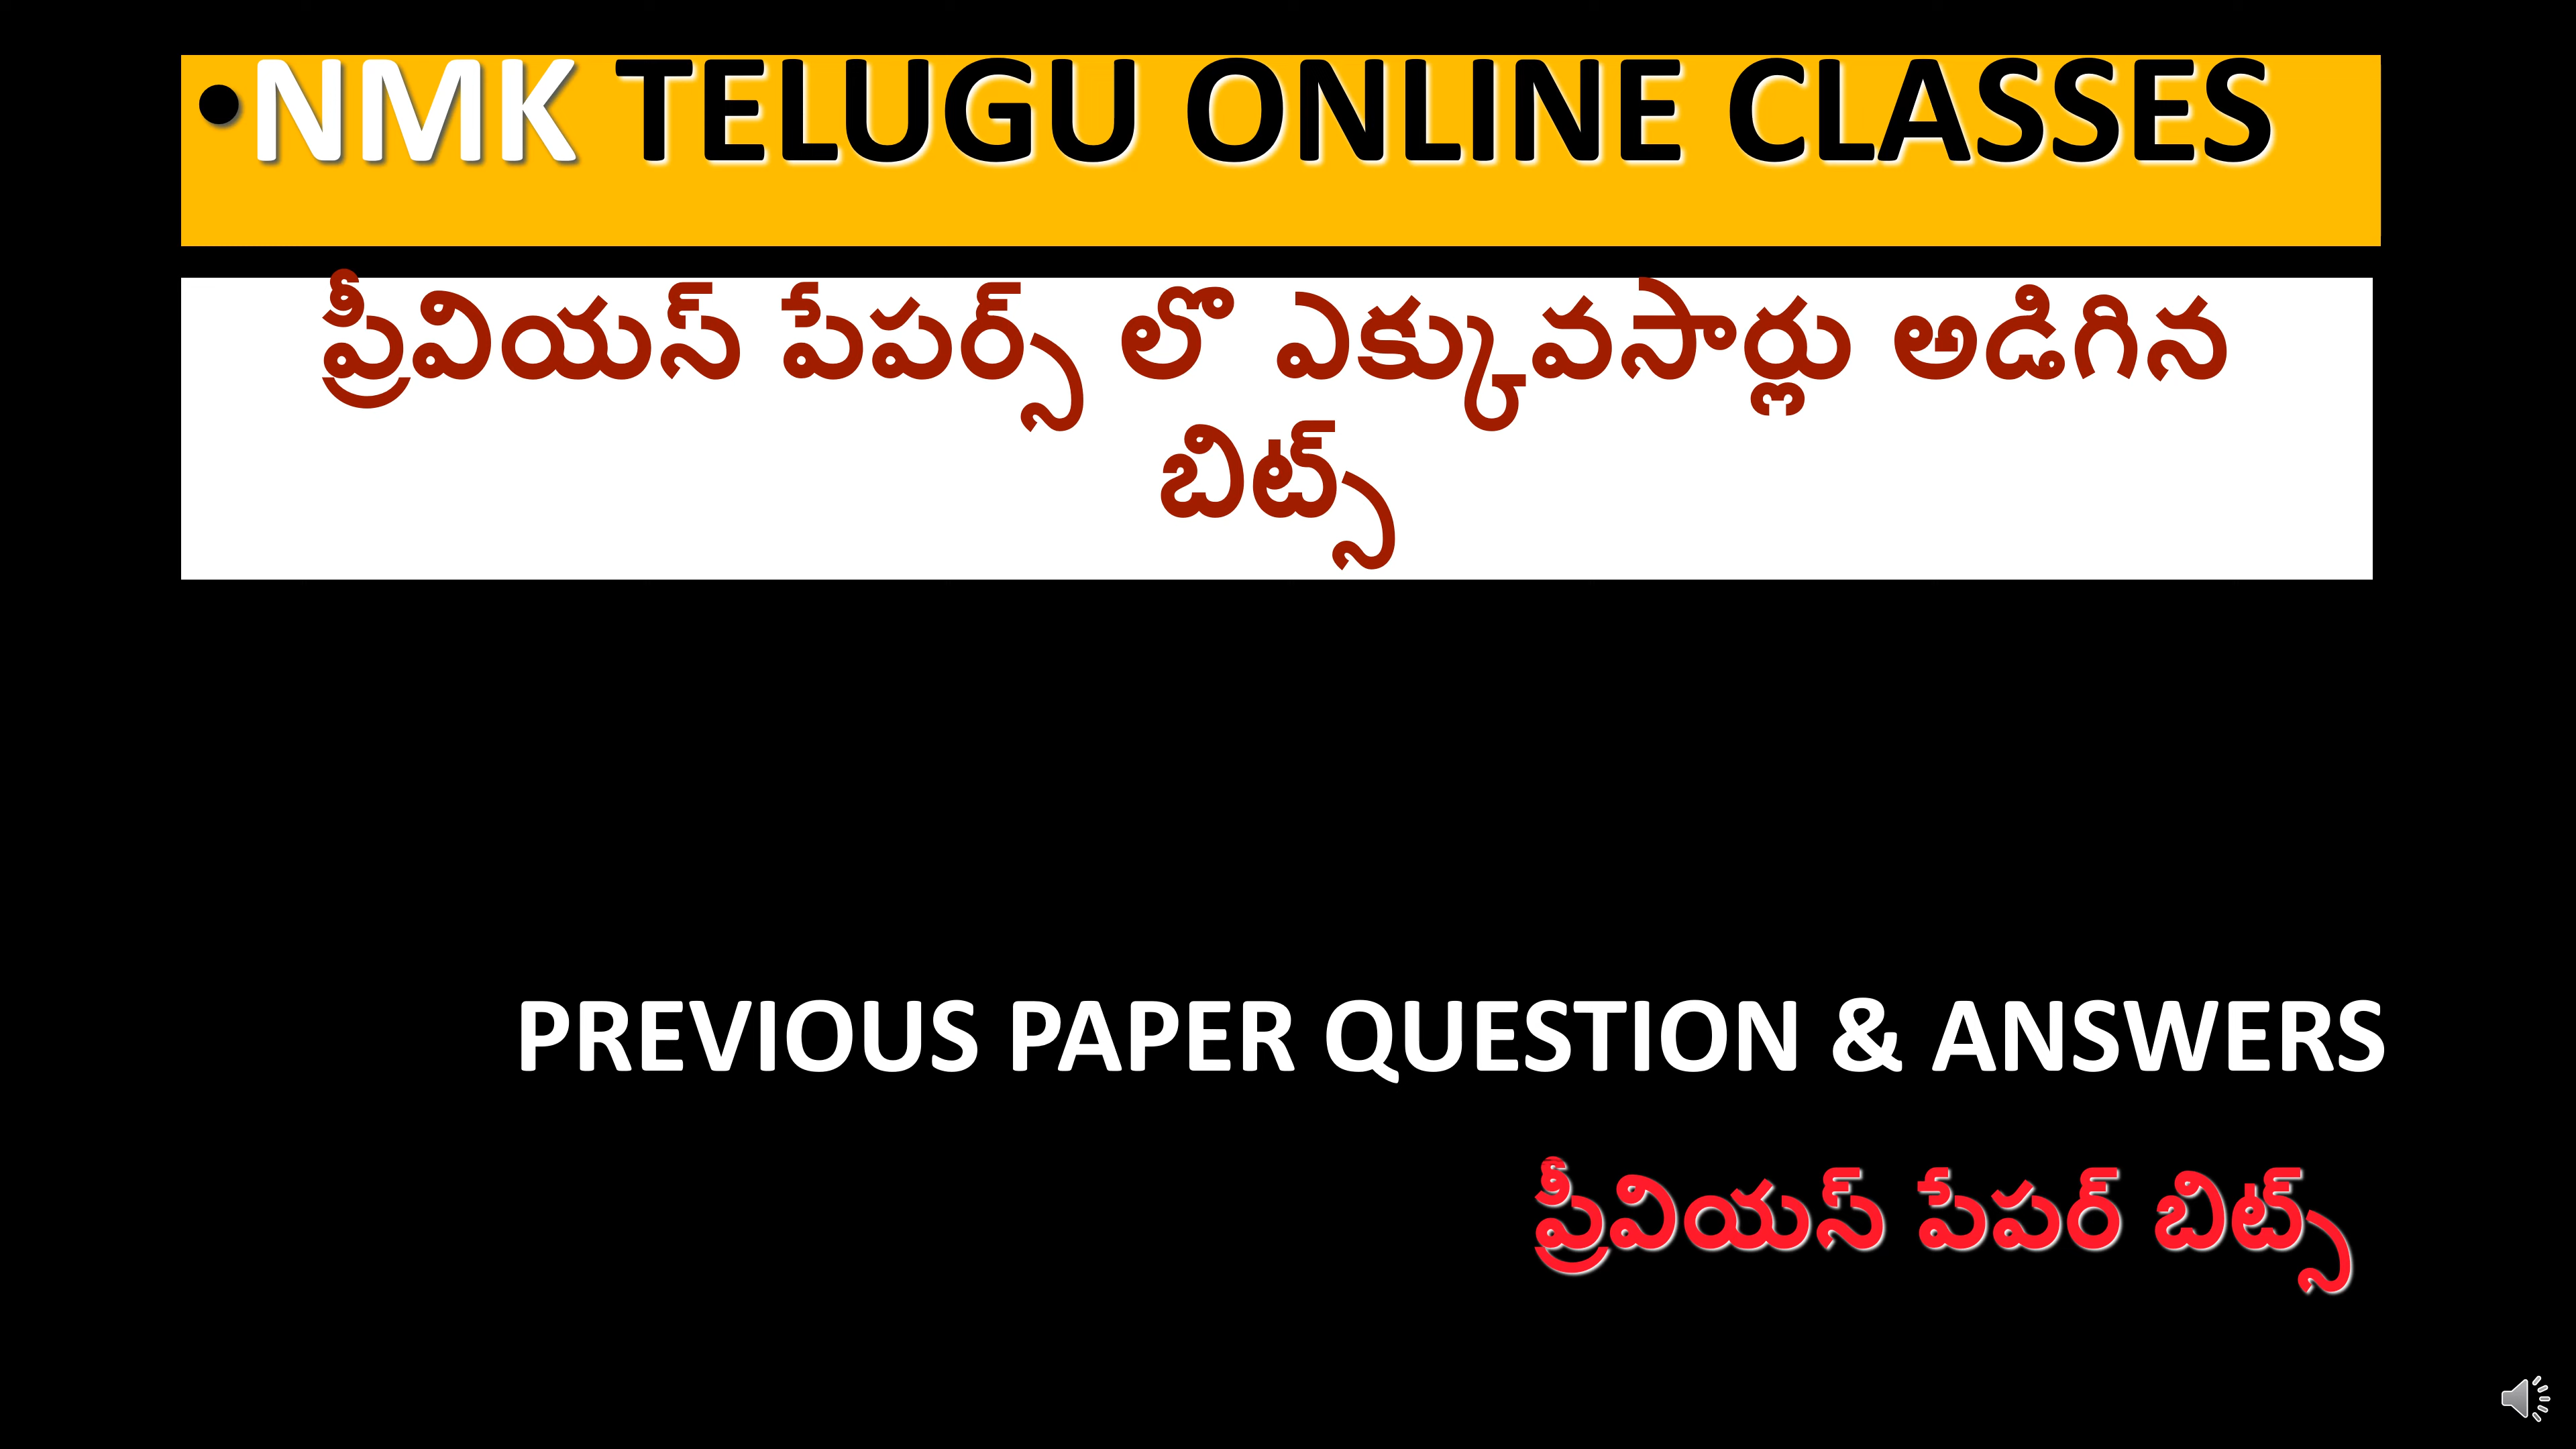 •NMK TELUGU ONLINE CLASSES
ప్రీవియస్ పేపర్స్ లొ ఎక్కువసార్లు అడిగిన
బిట్స్
PREVIOUS PAPER QUESTION & ANSWERS
ప్రీవియస్ పేపర్ బిట్స్